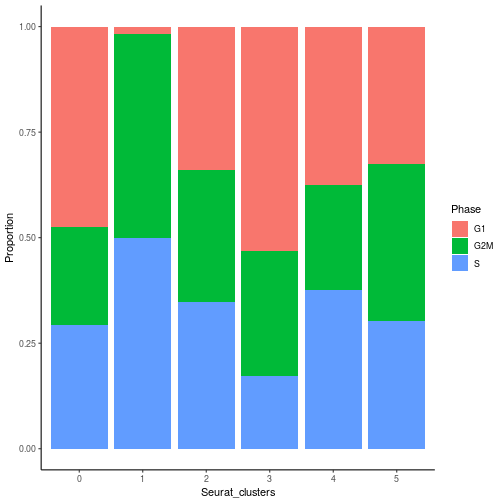 1.00
0.75
0.50
0.25
0.00
Proportion
0 1 2 3 4 5
Seurat_clusters
Phase
G1
G2M
S